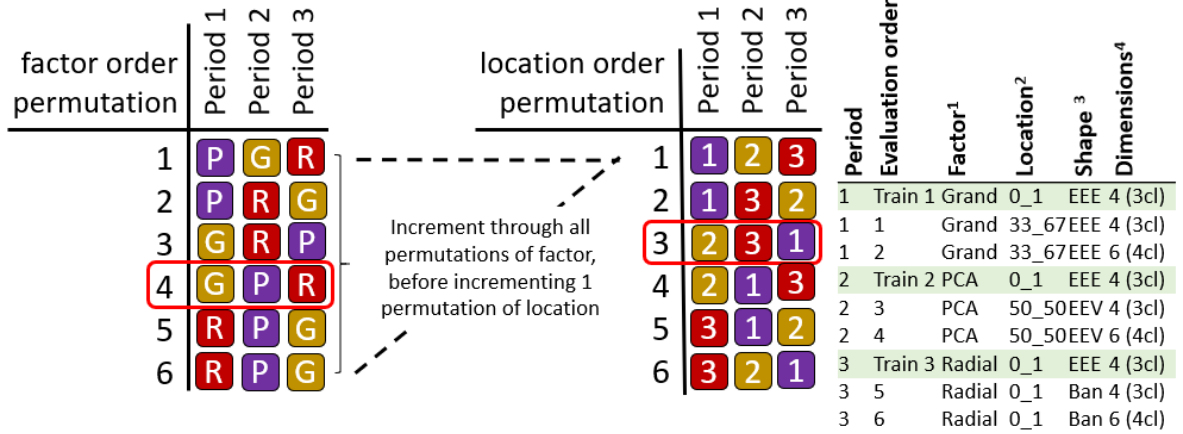 factor order
permutation
Period 1
Period 2
Period 3
1 P G R
2 P R G
3 G R P
4 G P R
5 R P G
6 R P G
Increment through all
permutations of factor,
before incrementing 1
permutation of location
location order
permutation
Period 1
Period 2
Period 3
1 1 2 3
2 1 3 2
3 2 3 1
4 2 1 3
5 3 1 2
6 3 2 1
Period
Evaluation order
Factor¹
Location²
Shape ³
Dimensions⁴
1 Train 1 Grand 0_1 EEE 4 (3cl)
1 1 Grand 33_67 EEE 4 (3cl)
1 2 Grand 33_67 EEE 6 (4cl)
2 Train 2 PCA 0_1 EEE 4 (3cl)
2 3 PCA 50_50 EEV 4 (3cl)
2 4 PCA 50_50 EEV 6 (4cl)
3 Train 3 Radial 0_1 EEE 4 (3cl)
3 5 Radial 0_1 Ban 4 (3cl)
3 6 Radial 0_1 Ban 6 (4cl)